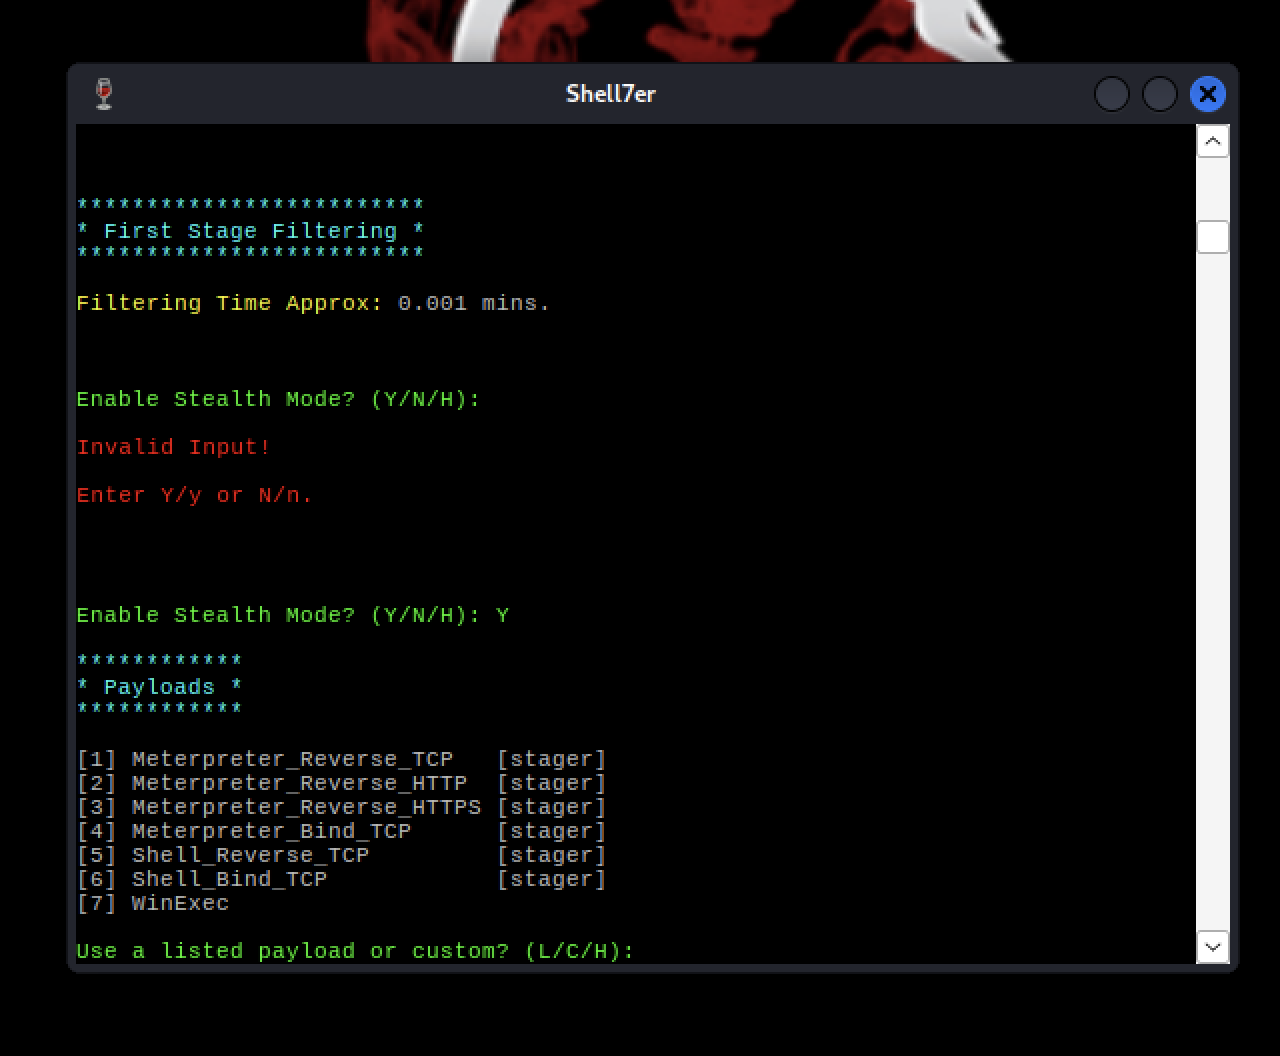 Shell7er
*************************
* First Stage Filtering *
*************************
Filtering Time Approx: 0.001 mins.
Enable Stealth Mode? (Y/N/H):
Invalid Input!
Enter Y/y or N/n.
Enable Stealth Mode? (Y/N/H): Y
************
* Payloads *
************
[1] Meterpreter_Reverse_TCP   [stager]
[2] Meterpreter_Reverse_HTTP  [stager]
[3] Meterpreter_Reverse_HTTPS [stager]
[4] Meterpreter_Bind_TCP      [stager]
[5] Shell_Reverse_TCP         [stager]
[6] Shell_Bind_TCP            [stager]
[7] WinExec
Use a listed payload or custom? (L/C/H):